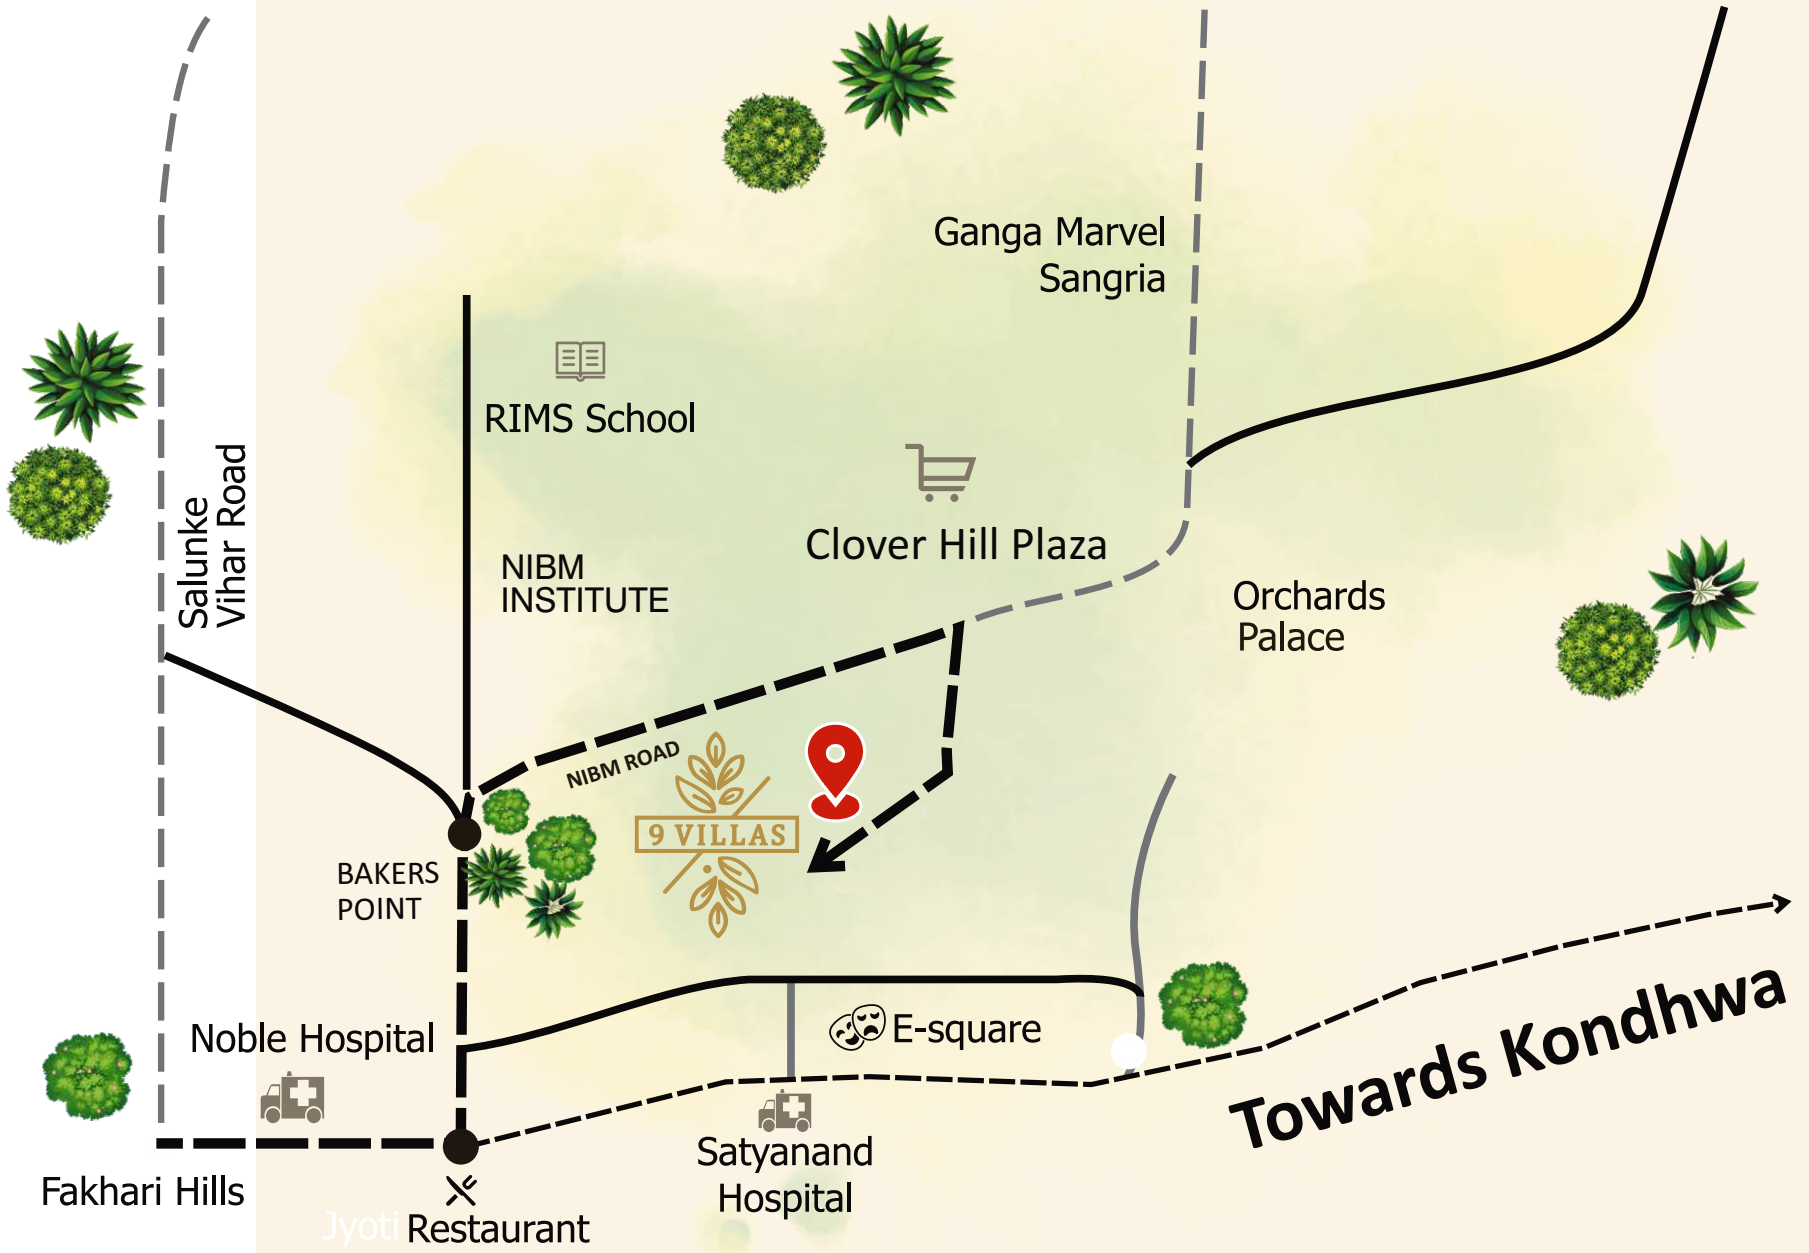 Ganga Marvel
Sangria
RIMS School
Salunke
Vihar Road
Clover Hill Plaza
NIBM
INSTITUTE
Orchards
Palace
NIBM ROAD
9 VILLAS
BAKERS
POINT
Noble Hospital
E-square
Towards Kondhwa
Satyanand
Hospital
Fakhari Hills
Jyoti Restaurant